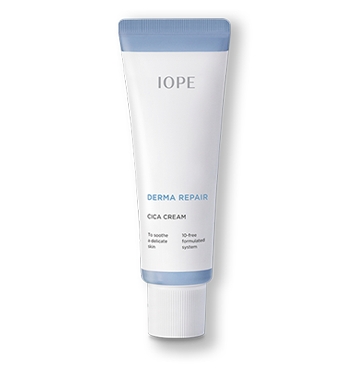 IOPE
DERMA REPAIR
CICA CREAM
To soothe
a delicate
skin
10-free
formulated
system